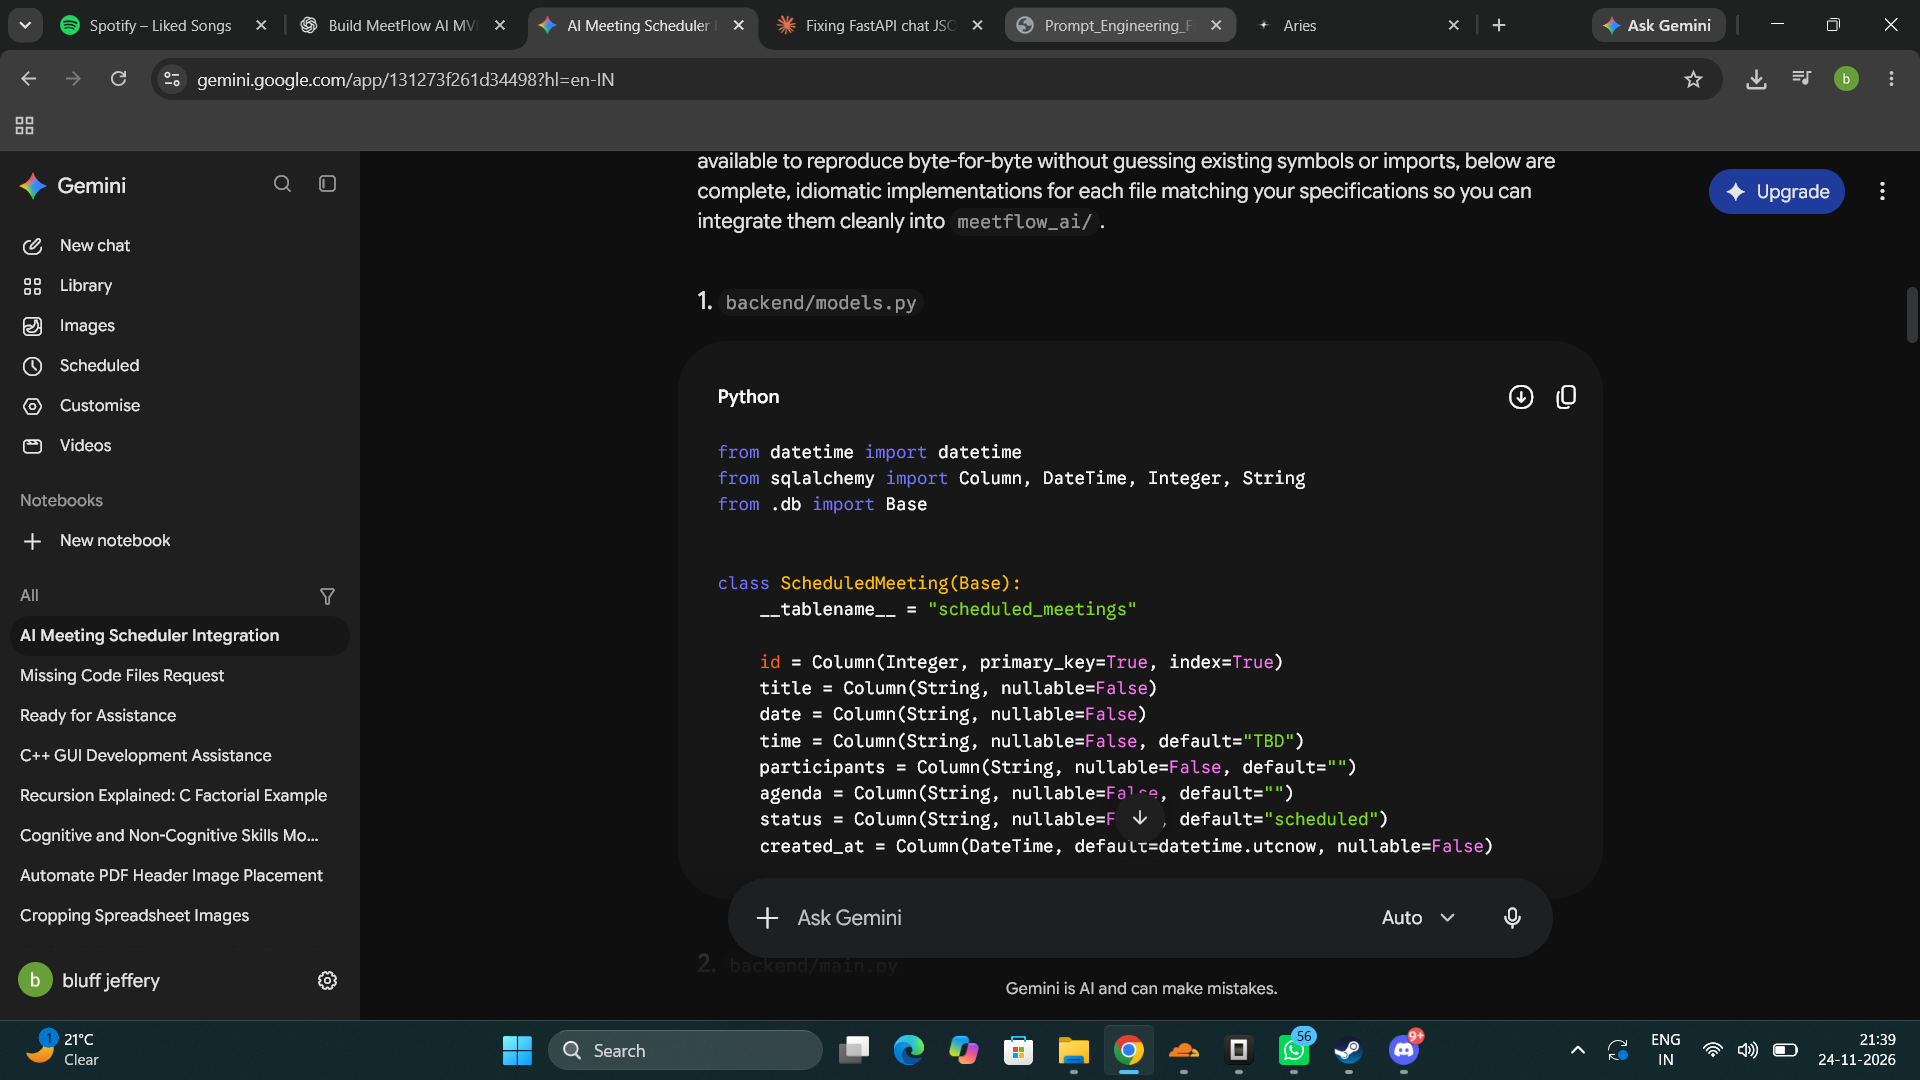 Spotify – Liked Songs
Build MeetFlow AI MV
AI Meeting Scheduler
Fixing FastAPI chat JSO
Prompt_Engineering_F
Aries
Ask Gemini
gemini.google.com/app/131273f261d34498?hl=en-IN
b
Gemini
New chat
Library
Images
Scheduled
Customise
Videos
Notebooks
New notebook
All
AI Meeting Scheduler Integration
Missing Code Files Request
Ready for Assistance
C++ GUI Development Assistance
Recursion Explained: C Factorial Example
Cognitive and Non-Cognitive Skills Mo...
Automate PDF Header Image Placement
Cropping Spreadsheet Images
b bluff jeffery
Upgrade
available to reproduce byte-for-byte without guessing existing symbols or imports, below are
complete, idiomatic implementations for each file matching your specifications so you can
integrate them cleanly into meetflow_ai/ .
1. backend/models.py
Python
from datetime import datetime
from sqlalchemy import Column, DateTime, Integer, String
from .db import Base
class ScheduledMeeting(Base):
__tablename__ = "scheduled_meetings"
id = Column(Integer, primary_key=True, index=True)
title = Column(String, nullable=False)
date = Column(String, nullable=False)
time = Column(String, nullable=False, default="TBD")
participants = Column(String, nullable=False, default="")
agenda = Column(String, nullable=False, default="")
status = Column(String, nullable=F , default="scheduled")
created_at = Column(DateTime, default=datetime.utcnow, nullable=False)
Ask Gemini
Auto
2. backend/main.py
Gemini is AI and can make mistakes.
1
21°C
Clear
Search
56
9+
ENG
IN
21:39
24-11-2026